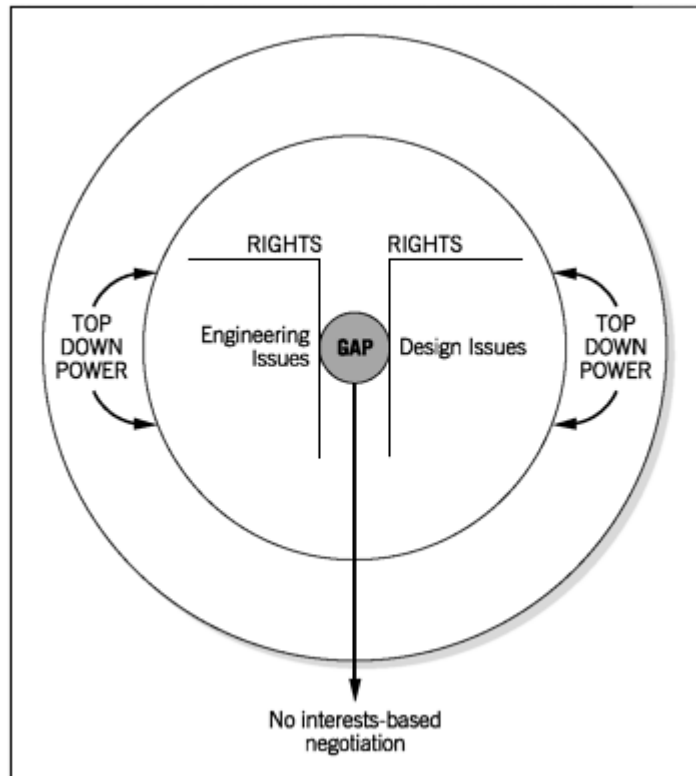 RIGHTS RIGHTS
TOP
DOWN
POWER
Engineering
Issues
GAP
Design Issues
TOP
DOWN
POWER
No interests-based
negotiation